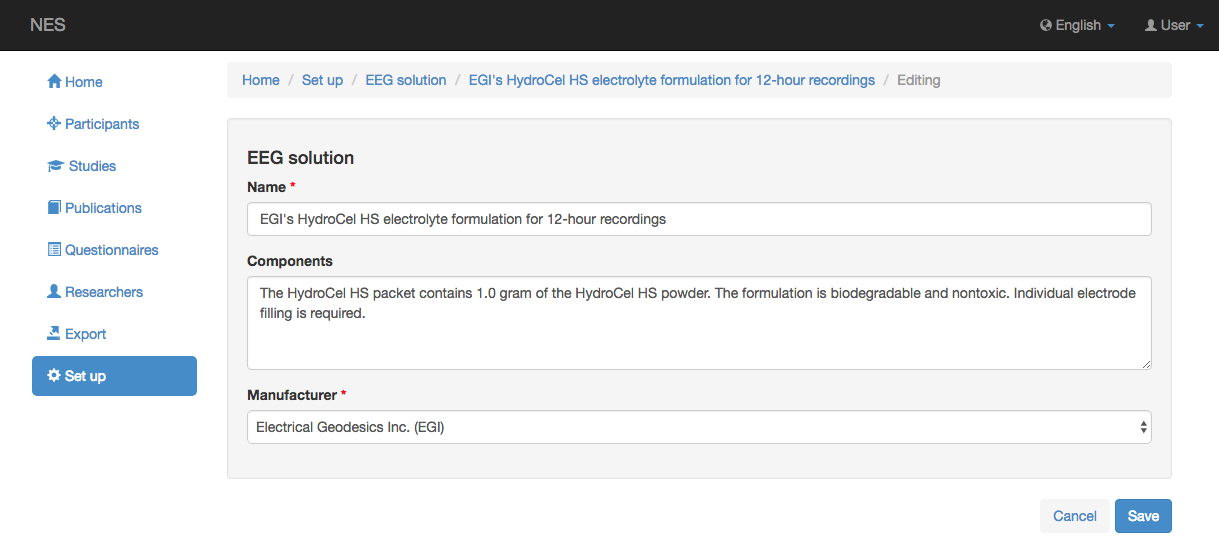 NES
English
User
Home
Participants
Studies
Publications
Questionnaires
Researchers
Export
Set up
Home / Set up / EEG solution / EGI's HydroCel HS electrolyte formulation for 12-hour recordings / Editing
EEG solution
Name *
EGI's HydroCel HS electrolyte formulation for 12-hour recordings
Components
The HydroCel HS packet contains 1.0 gram of the HydroCel HS powder. The formulation is biodegradable and nontoxic. Individual electrode
filling is required.
Manufacturer *
Electrical Geodesics Inc. (EGI)
Cancel
Save